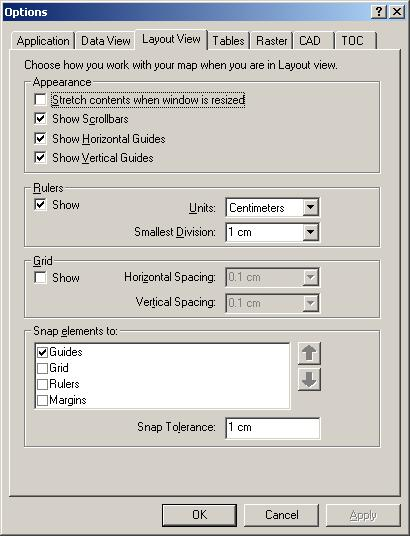 Options
Application Data View Layout View Tables Raster CAD TOC
Choose how you work with your map when you are in Layout view.
Appearance
Stretch contents when window is resized
Show Scrollbars
Show Horizontal Guides
Show Vertical Guides
Rulers
Show Units: Centimeters
Smallest Division: 1 cm
Grid
Show Horizontal Spacing: 0.1 cm
Vertical Spacing: 0.1 cm
Snap elements to:
Guides
Grid
Rulers
Margins
Snap Tolerance: 1 cm
OK Cancel Apply